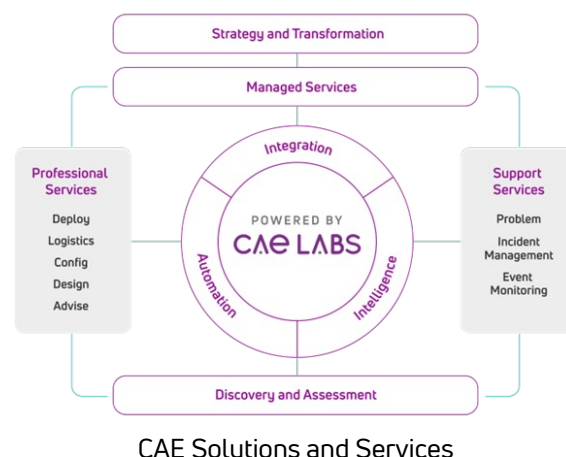 Strategy and Transformation
Managed Services
Integration
Professional
Services
Deploy
Logistics
Config
Design
Advise
POWERED BY
CAE LABS
Automation
Intelligence
Support
Services
Problem
Incident
Management
Event
Monitoring
Discovery and Assessment
CAE Solutions and Services